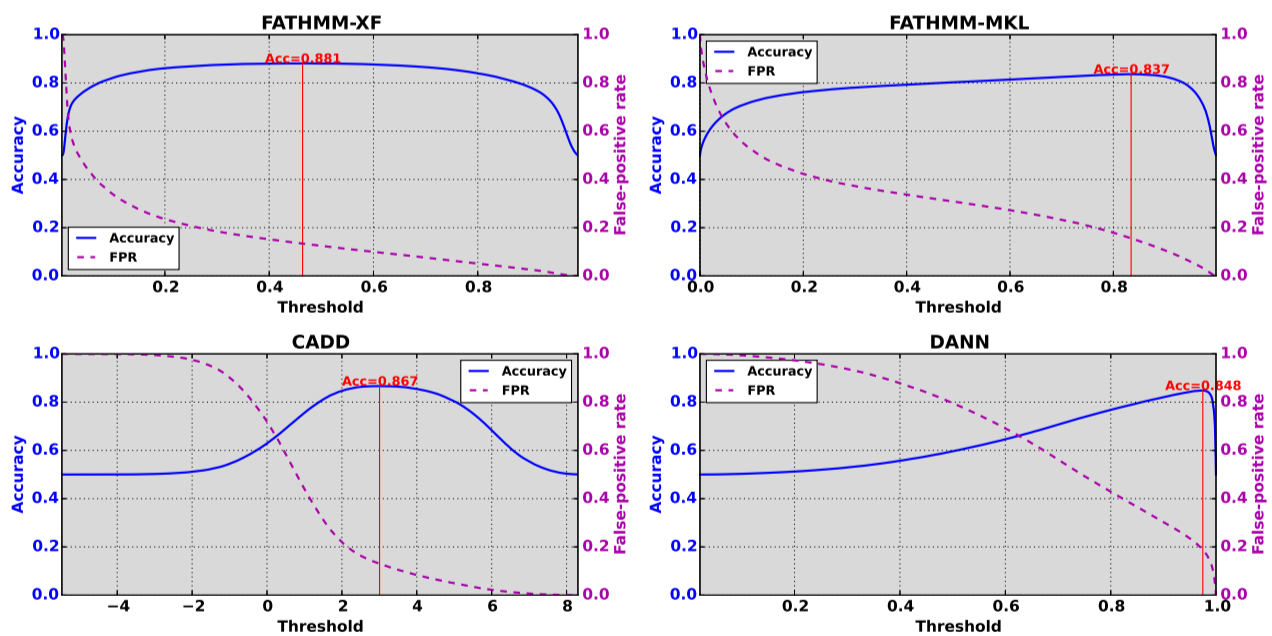 FATHMM-XF
1.0 0.8 0.6 0.4 0.2 0.0
Accuracy
Acc=0.881
Accuracy
FPR
1.0 0.8 0.6 0.4 0.2 0.0
False-positive rate
0.2 0.4 0.6 0.8
Threshold
FATHMM-MKL
1.0 0.8 0.6 0.4 0.2 0.0
Accuracy
Accuracy
FPR
Acc=0.837
1.0 0.8 0.6 0.4 0.2 0.0
False-positive rate
0.0 0.2 0.4 0.6 0.8
Threshold
CADD
1.0 0.8 0.6 0.4 0.2 0.0
Accuracy
Acc=0.867
Accuracy
FPR
1.0 0.8 0.6 0.4 0.2 0.0
False-positive rate
−4 −2 0 2 4 6 8
Threshold
DANN
1.0 0.8 0.6 0.4 0.2 0.0
Accuracy
Accuracy
FPR
Acc=0.848
1.0 0.8 0.6 0.4 0.2 0.0
False-positive rate
0.2 0.4 0.6 0.8 1.0
Threshold